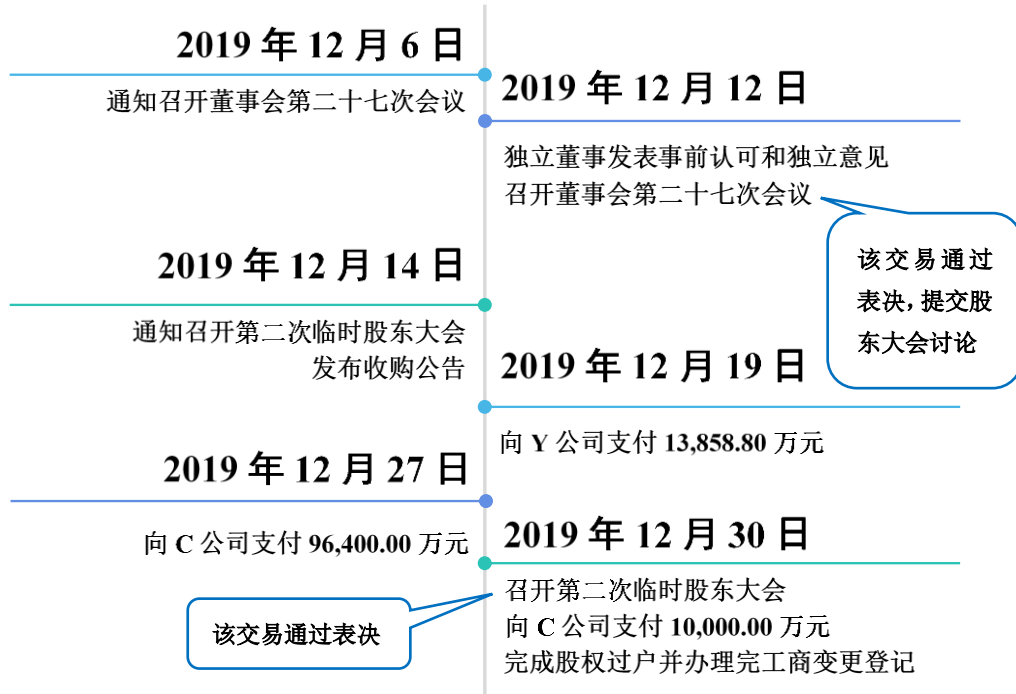 2019 年 12 月 6 日
通知召开董事会第二十七次会议
2019 年 12 月 12 日
独立董事发表事前认可和独立意见
召开董事会第二十七次会议
该交易通过
表决，提交股
东大会讨论
2019 年 12 月 14 日
通知召开第二次临时股东大会
发布收购公告
2019 年 12 月 19 日
向 Y 公司支付 13,858.80 万元
2019 年 12 月 27 日
向 C 公司支付 96,400.00 万元
2019 年 12 月 30 日
召开第二次临时股东大会
向 C 公司支付 10,000.00 万元
完成股权过户并办理完工商变更登记
该交易通过表决